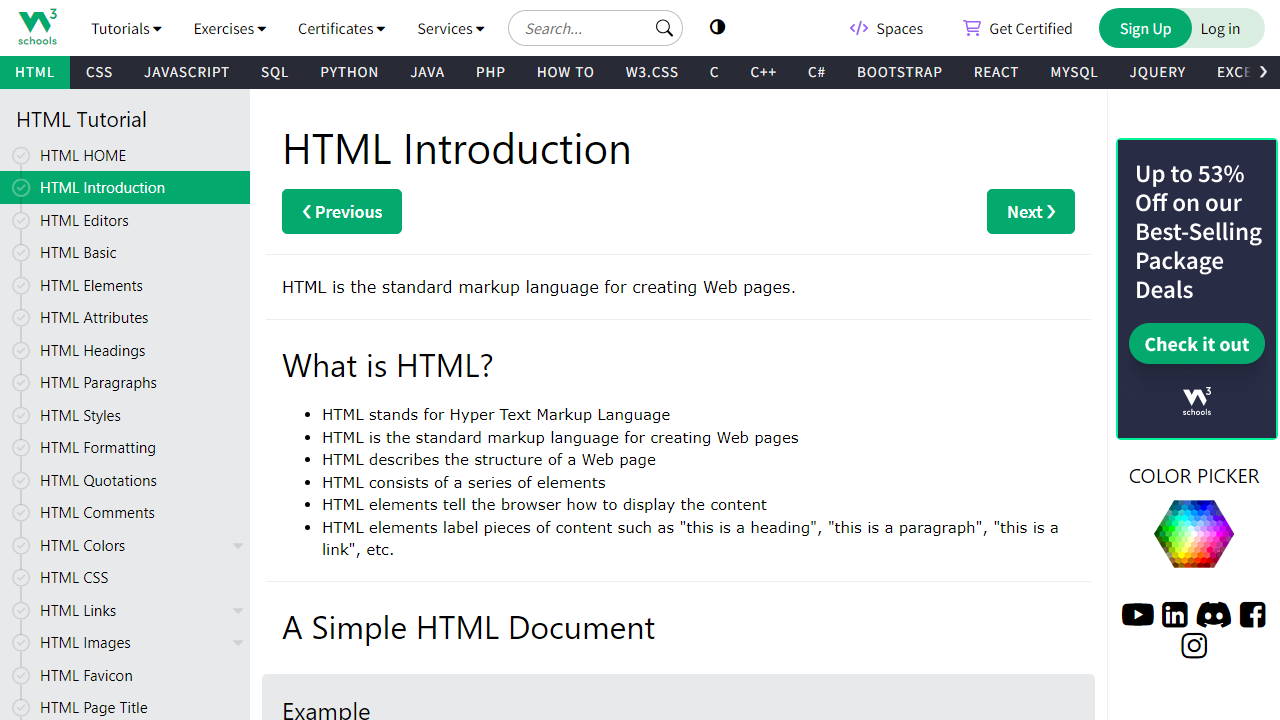 3
schools
Tutorials
Exercises
Certificates
Services
Search...
Spaces
Get Certified
Sign Up
Log in
HTML
CSS
JAVASCRIPT
SQL
PYTHON
JAVA
PHP
HOW TO
W3.CSS
C
C++
C#
BOOTSTRAP
REACT
MYSQL
JQUERY
EXCE
HTML Tutorial
HTML HOME
HTML Introduction
HTML Editors
HTML Basic
HTML Elements
HTML Attributes
HTML Headings
HTML Paragraphs
HTML Styles
HTML Formatting
HTML Quotations
HTML Comments
HTML Colors
HTML CSS
HTML Links
HTML Images
HTML Favicon
HTML Page Title
HTML Introduction
❮ Previous
Next ❯
HTML is the standard markup language for creating Web pages.
What is HTML?
• HTML stands for Hyper Text Markup Language
• HTML is the standard markup language for creating Web pages
• HTML describes the structure of a Web page
• HTML consists of a series of elements
• HTML elements tell the browser how to display the content
• HTML elements label pieces of content such as "this is a heading", "this is a paragraph", "this is a
link", etc.
A Simple HTML Document
Example
Up to 53%
Off on our
Best-Selling
Package
Deals
Check it out
3
schools
COLOR PICKER